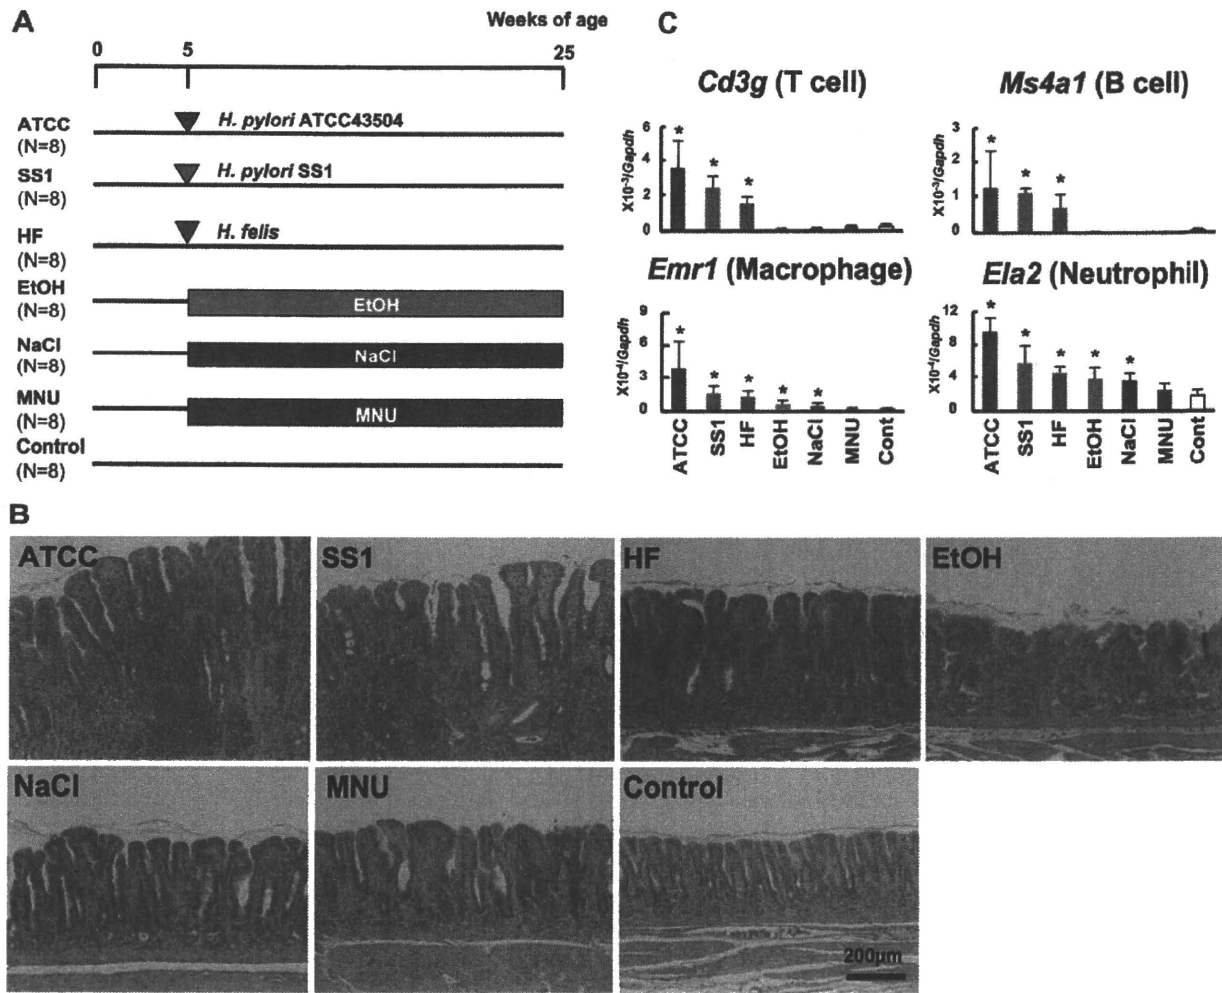 A
Weeks of age
0 5 25
ATCC
(N=8)
H. pylori ATCC43504
SS1
(N=8)
H. pylori SS1
HF
(N=8)
H. felis
EtOH
(N=8)
EtOH
NaCl
(N=8)
NaCl
MNU
(N=8)
MNU
Control
(N=8)
C
Cd3g (T cell)
X10⁻³/Gapdh
6
4
2
0
* * *
Ms4a1 (B cell)
X10⁻³/Gapdh
3
2
1
0
* * *
Emr1 (Macrophage)
X10⁻⁴/Gapdh
9
6
3
0
* * * * *
ATCC SS1 HF EtOH NaCl MNU Cont
Ela2 (Neutrophil)
X10⁻⁴/Gapdh
12
8
4
0
* * * * *
ATCC SS1 HF EtOH NaCl MNU Cont
B
ATCC SS1 HF EtOH
NaCl MNU Control
200μm